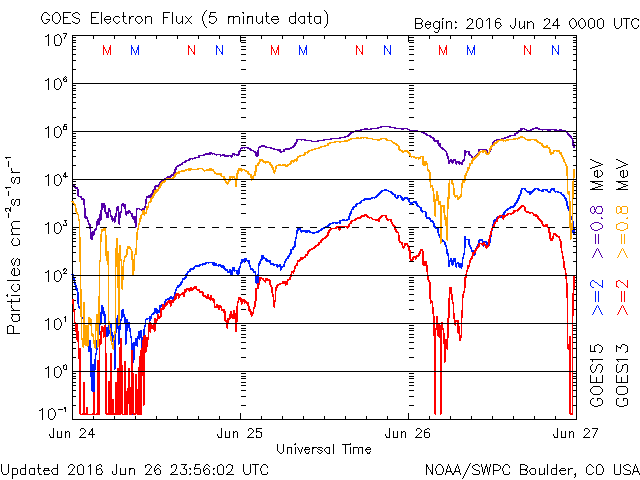 GOES Electron Flux (5 minute data)
Begin: 2016 Jun 24 0000 UTC
10⁷
M M N N M M N N M M N N
10⁶
10⁵
10⁴
10³
10²
10¹
10⁰
10⁻¹
Particles cm⁻²s⁻¹sr⁻¹
GOES15 >=2 >=0.8 MeV
GOES13 >=2 >=0.8 MeV
Jun 24 Jun 25 Jun 26 Jun 27
Universal Time
Updated 2016 Jun 26 23:56:02 UTC
NOAA/SWPC Boulder, CO USA